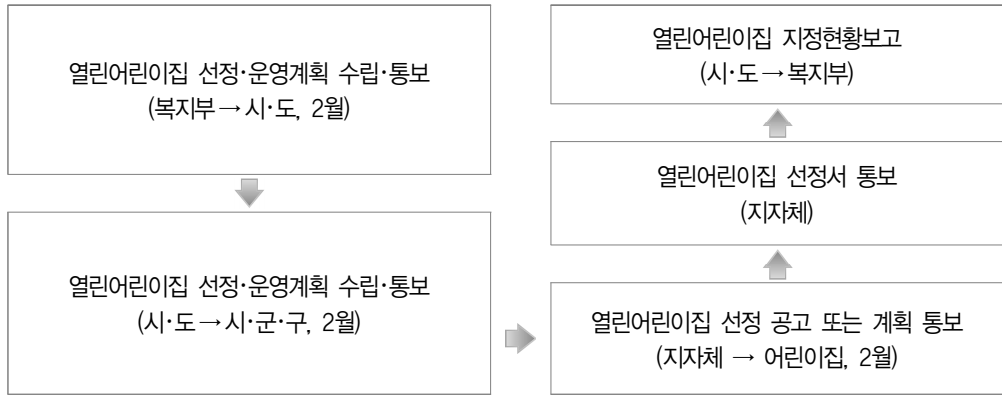 열린어린이집 선정·운영계획 수립·통보
(복지부→시·도, 2월)
열린어린이집 선정·운영계획 수립·통보
(시·도→시·군·구, 2월)
열린어린이집 선정 공고 또는 계획 통보
(지자체 → 어린이집, 2월)
열린어린이집 선정서 통보
(지자체)
열린어린이집 지정현황보고
(시·도→복지부)